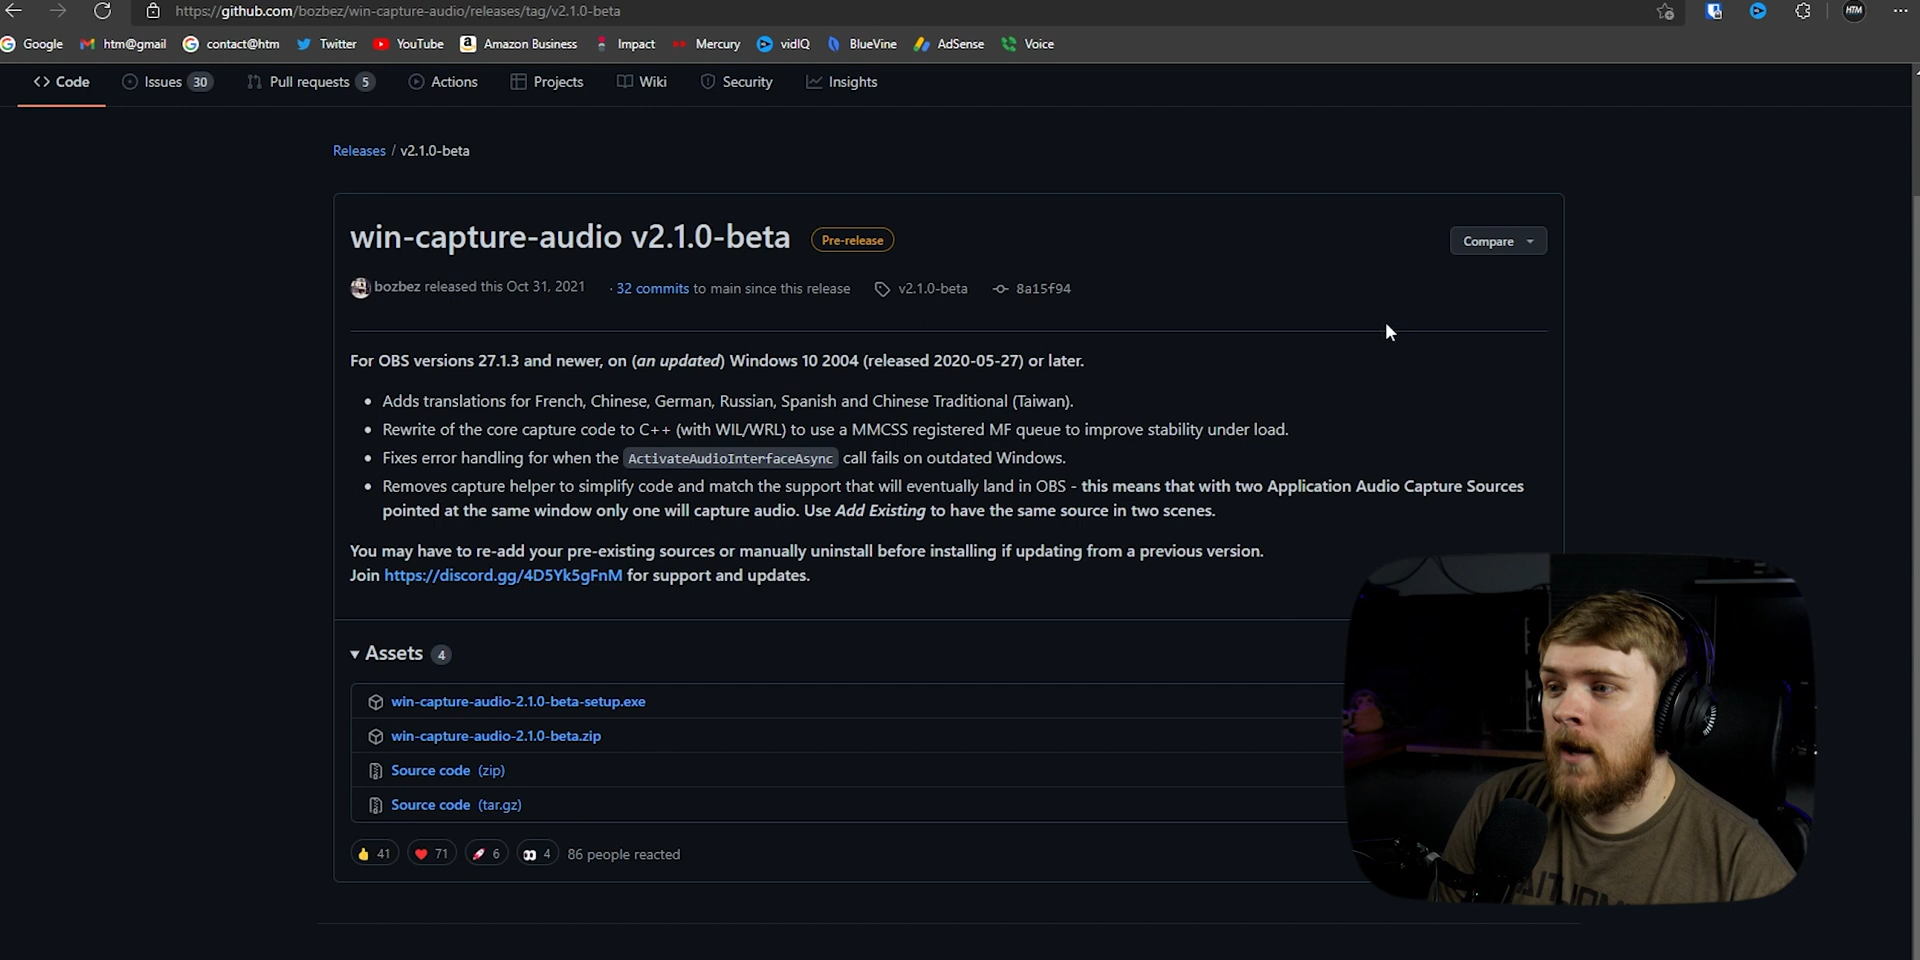 https://github.com/bozbez/win-capture-audio/releases/tag/v2.1.0-beta
HTM
Google htm@gmail contact@htm Twitter YouTube Amazon Business Impact Mercury vidIQ BlueVine AdSense Voice
Code Issues 30 Pull requests 5 Actions Projects Wiki Security Insights
Releases / v2.1.0-beta
win-capture-audio v2.1.0-beta Pre-release Compare
bozbez released this Oct 31, 2021 · 32 commits to main since this release v2.1.0-beta 8a15f94
For OBS versions 27.1.3 and newer, on (an updated) Windows 10 2004 (released 2020-05-27) or later.
• Adds translations for French, Chinese, German, Russian, Spanish and Chinese Traditional (Taiwan).
• Rewrite of the core capture code to C++ (with WIL/WRL) to use a MMCSS registered MF queue to improve stability under load.
• Fixes error handling for when the ActivateAudioInterfaceAsync call fails on outdated Windows.
• Removes capture helper to simplify code and match the support that will eventually land in OBS - this means that with two Application Audio Capture Sources
pointed at the same window only one will capture audio. Use Add Existing to have the same source in two scenes.
You may have to re-add your pre-existing sources or manually uninstall before installing if updating from a previous version.
Join https://discord.gg/4D5Yk5gFnM for support and updates.
Assets 4
win-capture-audio-2.1.0-beta-setup.exe
win-capture-audio-2.1.0-beta.zip
Source code (zip)
Source code (tar.gz)
41 71 6 4 86 people reacted